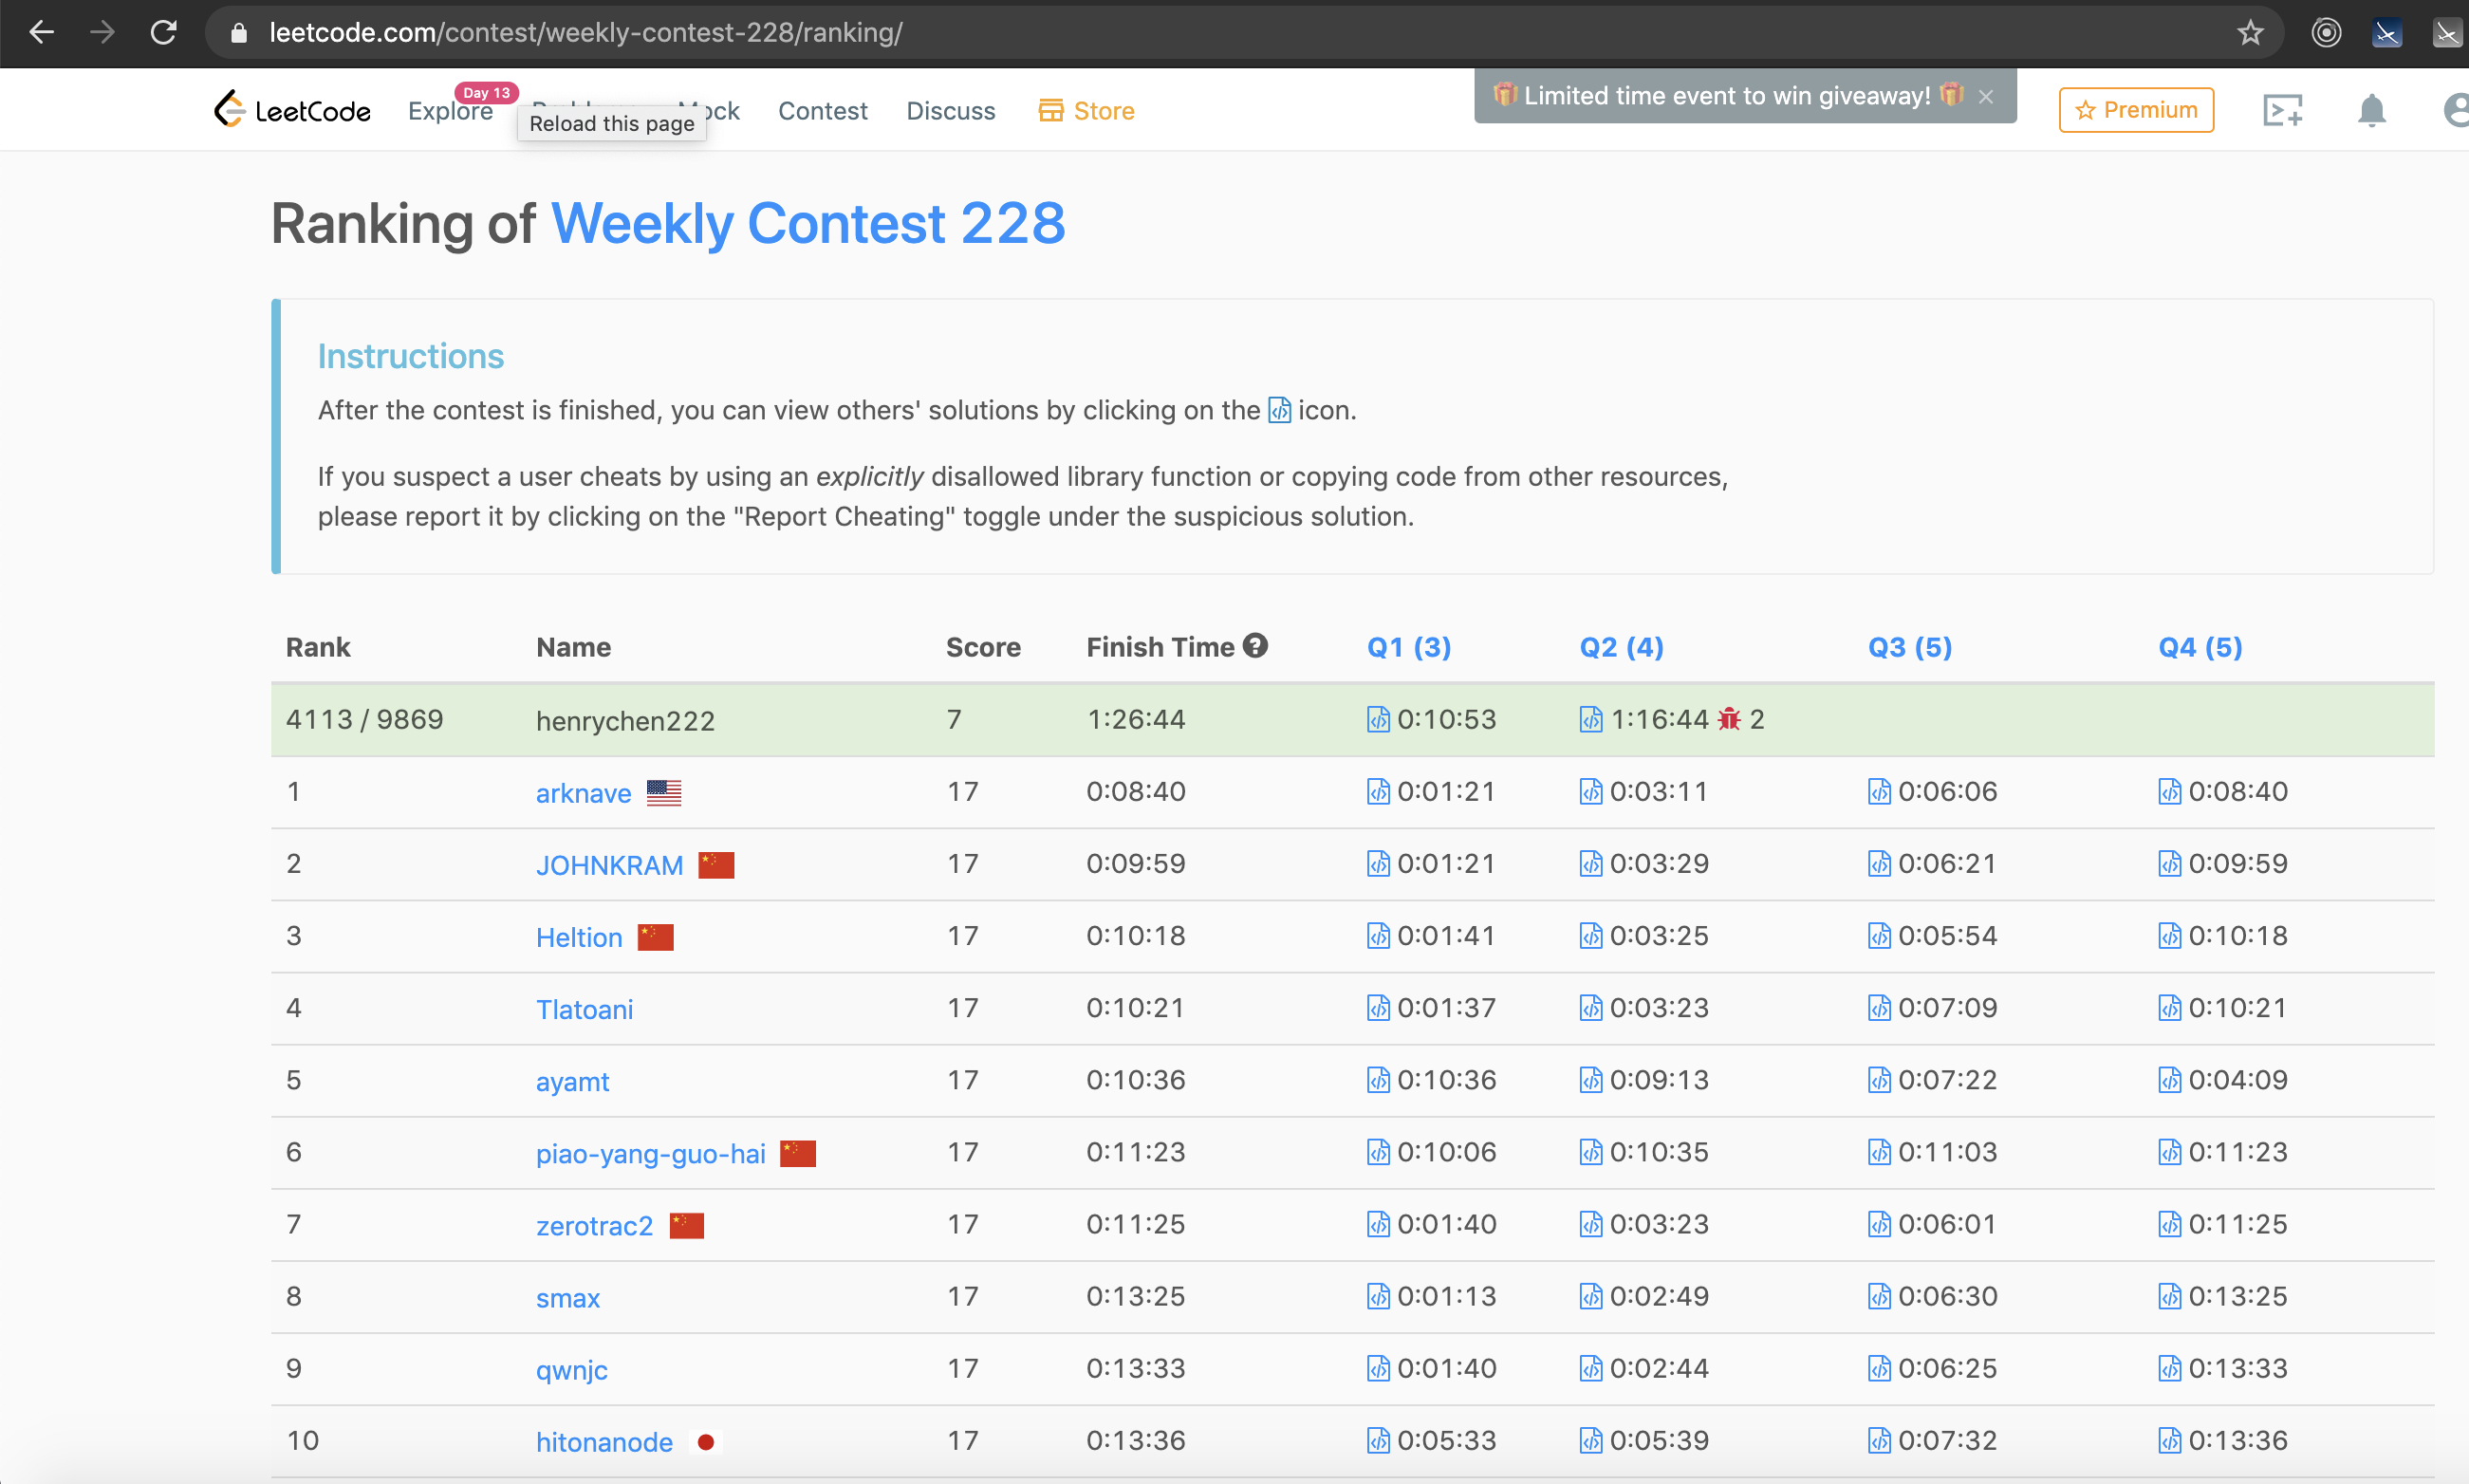 leetcode.com/contest/weekly-contest-228/ranking/
LeetCode Explore Day 13 Contest Discuss Store Limited time event to win giveaway! Premium
Reload this page
Ranking of Weekly Contest 228
Instructions
After the contest is finished, you can view others' solutions by clicking on the icon.
If you suspect a user cheats by using an explicitly disallowed library function or copying code from other resources,
please report it by clicking on the "Report Cheating" toggle under the suspicious solution.
Rank Name Score Finish Time Q1 (3) Q2 (4) Q3 (5) Q4 (5)
4113 / 9869 henrychen222 7 1:26:44 0:10:53 1:16:44 2
1 arknave 17 0:08:40 0:01:21 0:03:11 0:06:06 0:08:40
2 JOHNKRAM 17 0:09:59 0:01:21 0:03:29 0:06:21 0:09:59
3 Heltion 17 0:10:18 0:01:41 0:03:25 0:05:54 0:10:18
4 Tlatoani 17 0:10:21 0:01:37 0:03:23 0:07:09 0:10:21
5 ayamt 17 0:10:36 0:10:36 0:09:13 0:07:22 0:04:09
6 piao-yang-guo-hai 17 0:11:23 0:10:06 0:10:35 0:11:03 0:11:23
7 zerotrac2 17 0:11:25 0:01:40 0:03:23 0:06:01 0:11:25
8 smax 17 0:13:25 0:01:13 0:02:49 0:06:30 0:13:25
9 qwnjc 17 0:13:33 0:01:40 0:02:44 0:06:25 0:13:33
10 hitonanode 17 0:13:36 0:05:33 0:05:39 0:07:32 0:13:36